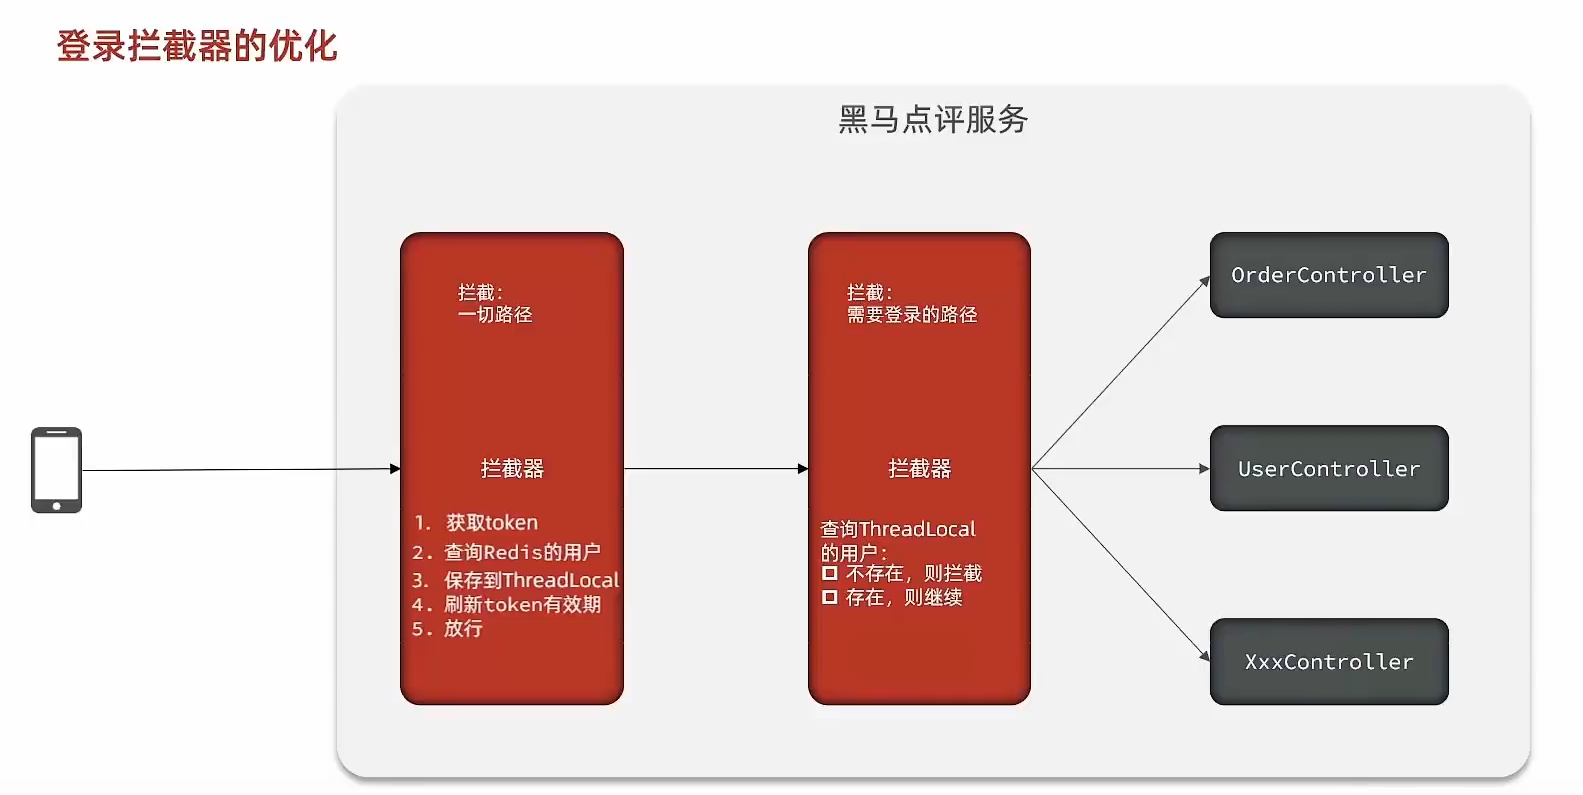 登录拦截器的优化
黑马点评服务
拦截：
一切路径
拦截器
1. 获取token
2. 查询Redis的用户
3. 保存到ThreadLocal
4. 刷新token有效期
5. 放行
拦截：
需要登录的路径
拦截器
查询ThreadLocal
的用户：
不存在，则拦截
存在，则继续
OrderController
UserController
XxxController